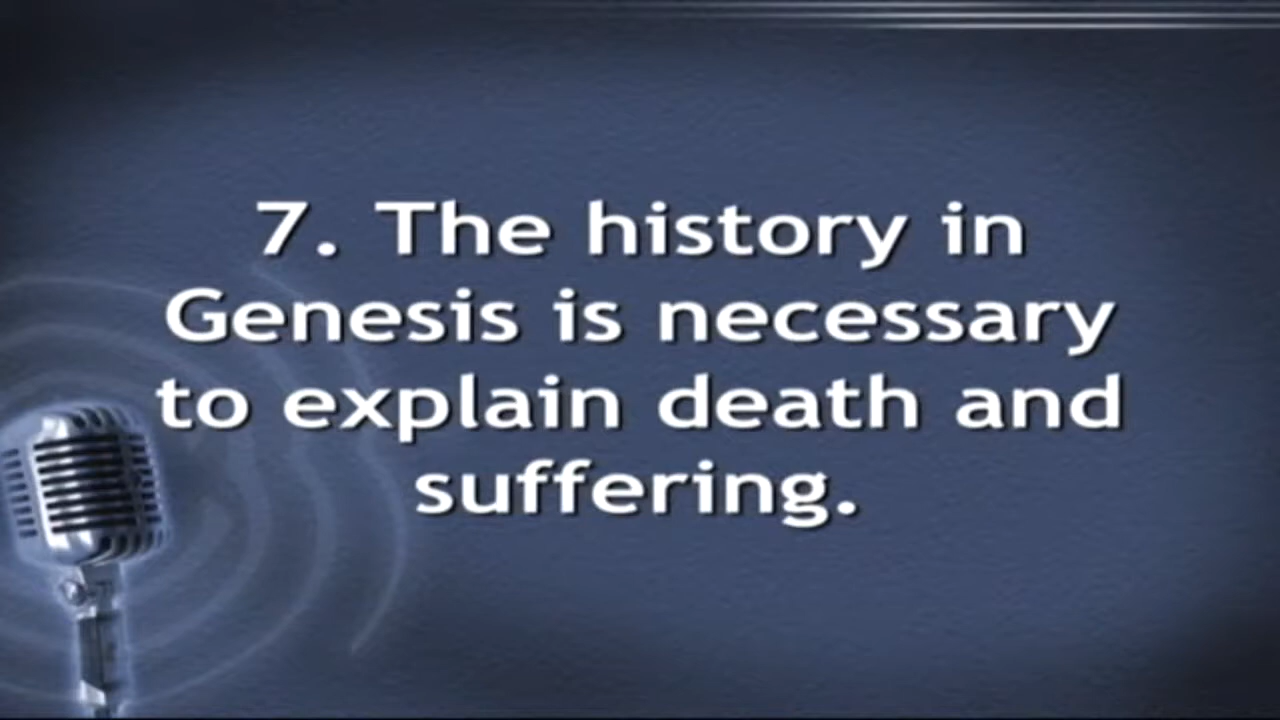 7. The history in
Genesis is necessary
to explain death and
suffering.